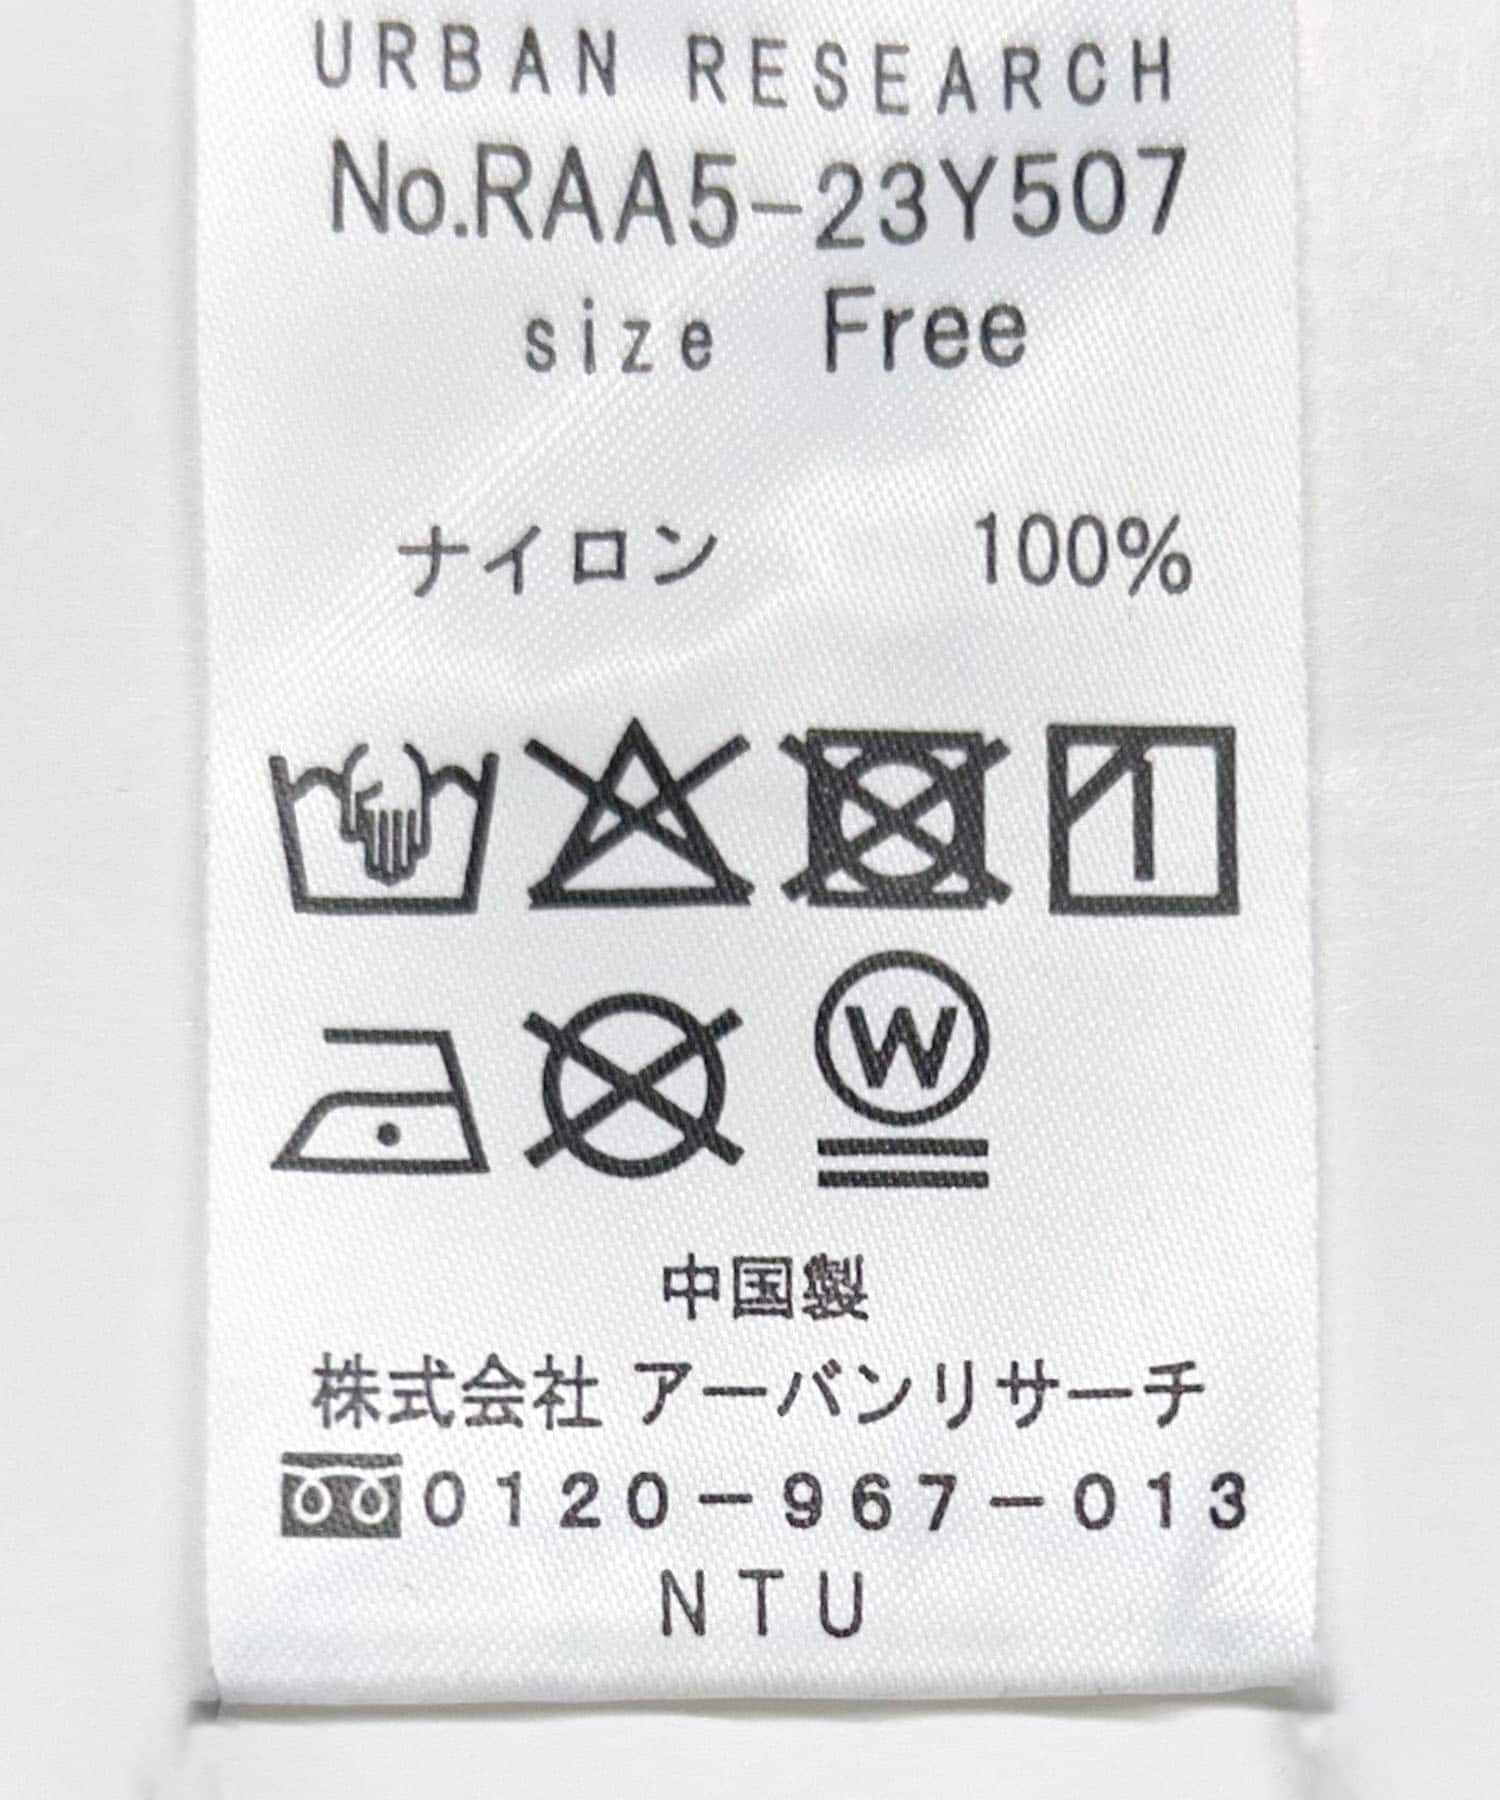 URBAN RESEARCH
No.RAA5-23Y507
size Free
ナイロン 100%
W
中国製
株式会社 アーバンリサーチ
0120-967-013
NTU